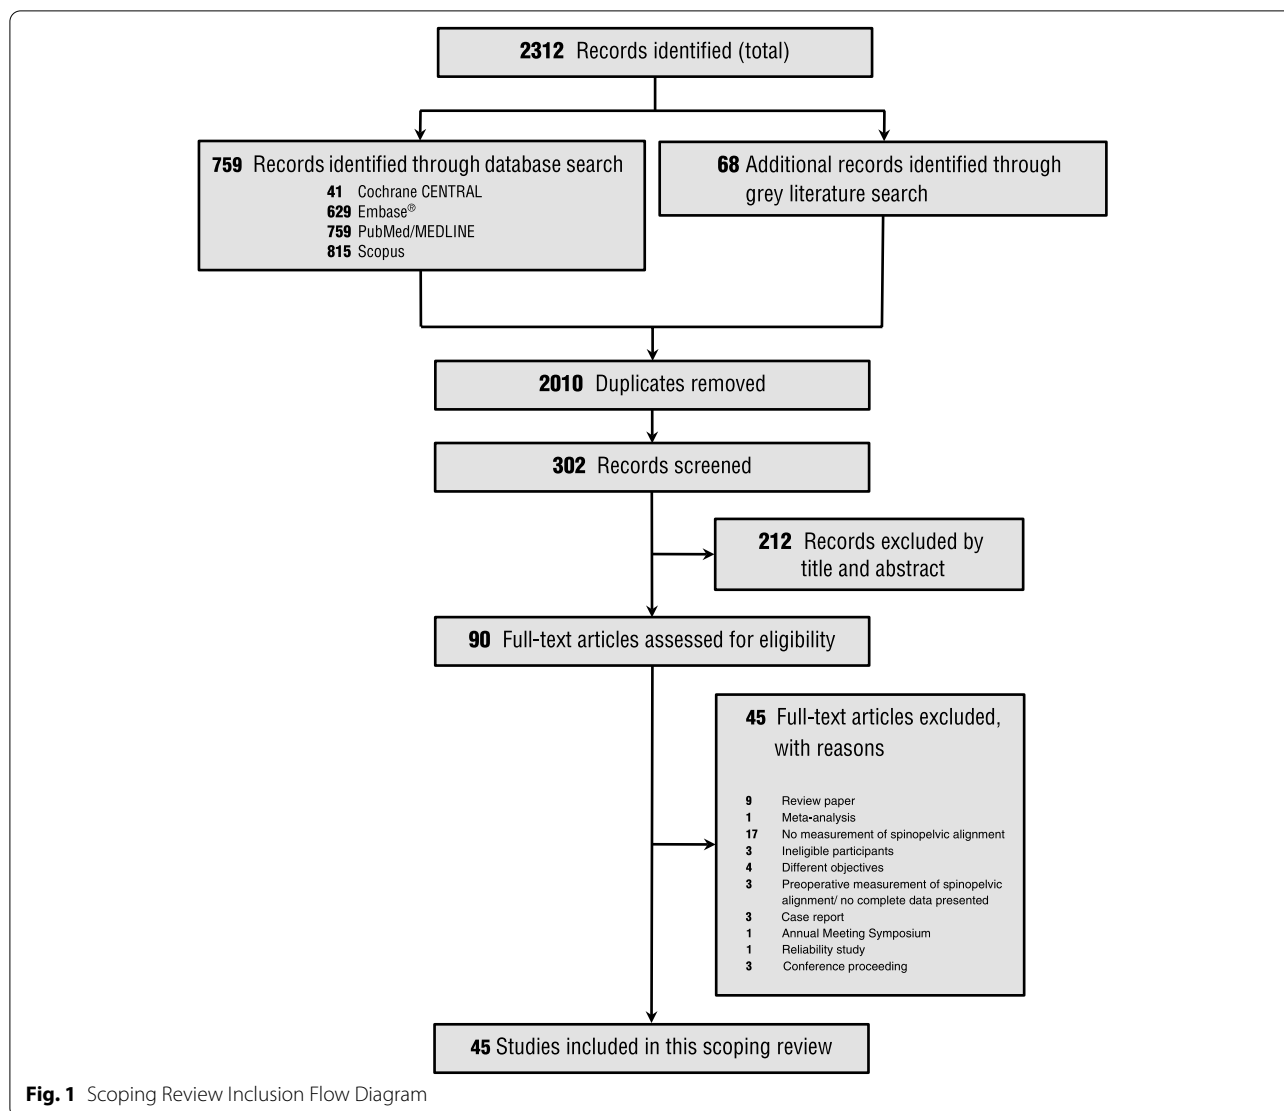 2312 Records identified (total)
759 Records identified through database search
41 Cochrane CENTRAL
629 Embase®
759 PubMed/MEDLINE
815 Scopus
68 Additional records identified through
grey literature search
2010 Duplicates removed
302 Records screened
212 Records excluded by
title and abstract
90 Full-text articles assessed for eligibility
45 Full-text articles excluded,
with reasons
9 Review paper
1 Meta-analysis
17 No measurement of spinopelvic alignment
3 Ineligible participants
4 Different objectives
3 Preoperative measurement of spinopelvic
alignment/ no complete data presented
3 Case report
1 Annual Meeting Symposium
1 Reliability study
3 Conference proceeding
45 Studies included in this scoping review
Fig. 1 Scoping Review Inclusion Flow Diagram